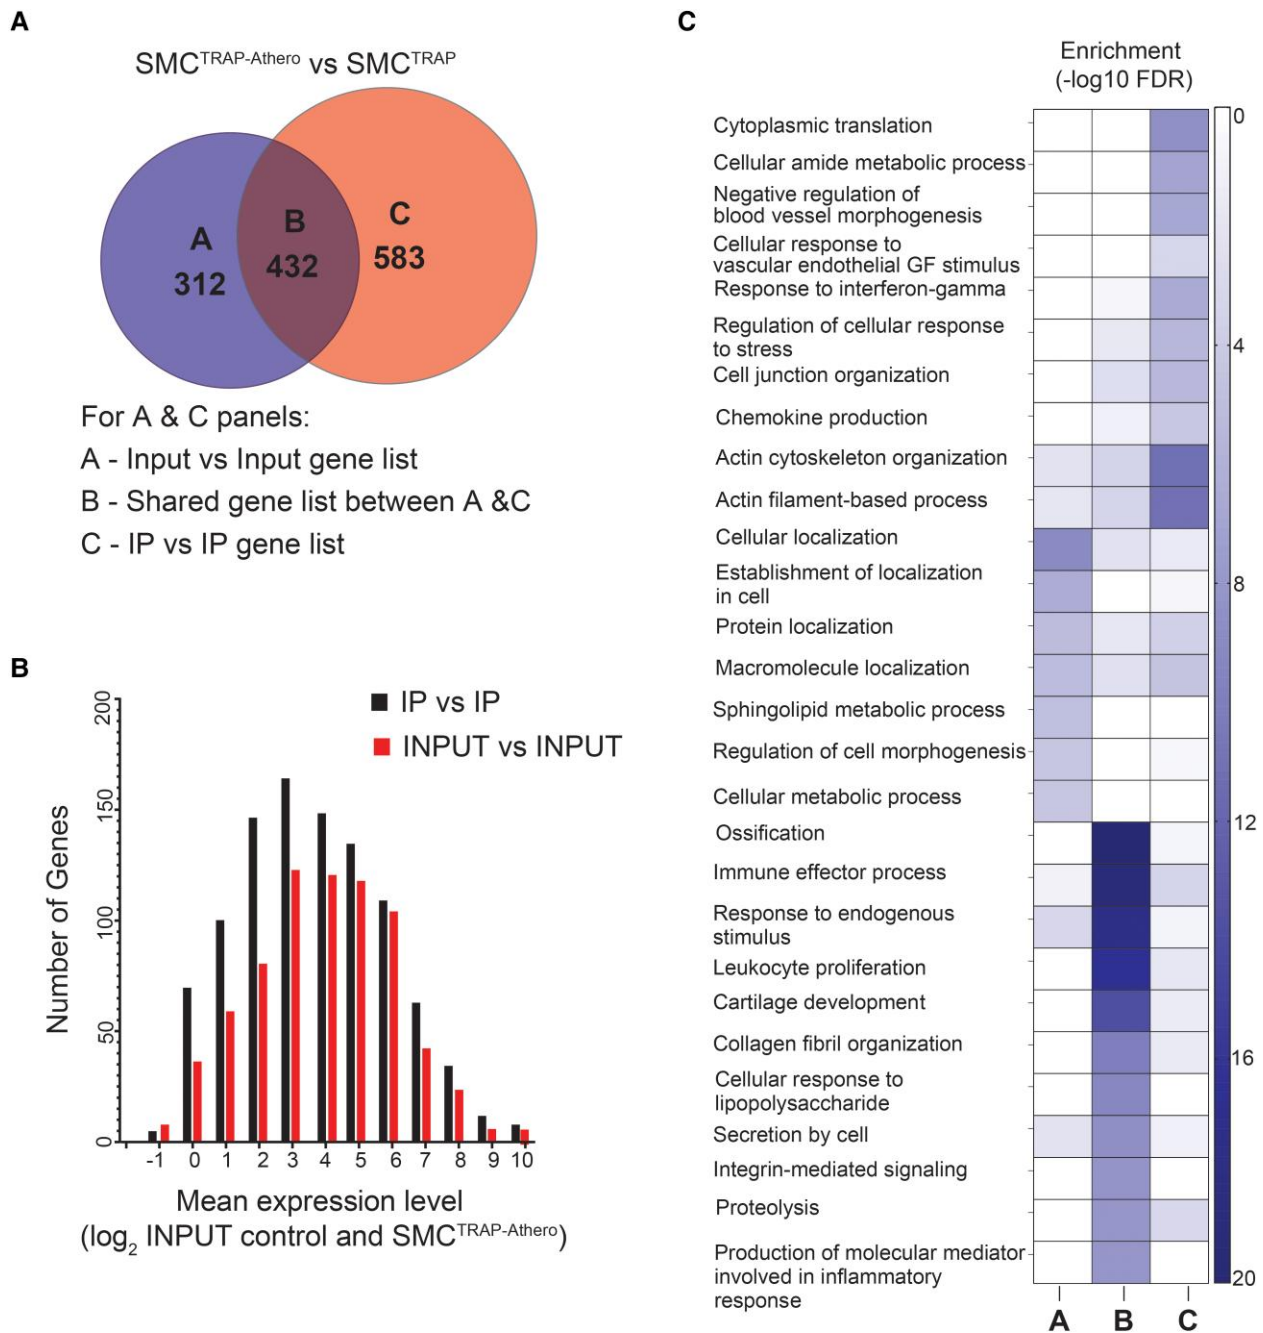 A
SMCTRAP-Athero vs SMCTRAP
A
312
B
432
C
583
For A & C panels:
A - Input vs Input gene list
B - Shared gene list between A &C
C - IP vs IP gene list
B
IP vs IP
INPUT vs INPUT
Number of Genes
200
150
100
50
0
-1 0 1 2 3 4 5 6 7 8 9 10
Mean expression level
(log2 INPUT control and SMCTRAP-Athero)
C
Enrichment
(-log10 FDR)
Cytoplasmic translation
Cellular amide metabolic process
Negative regulation of
blood vessel morphogenesis
Cellular response to
vascular endothelial GF stimulus
Response to interferon-gamma
Regulation of cellular response
to stress
Cell junction organization
Chemokine production
Actin cytoskeleton organization
Actin filament-based process
Cellular localization
Establishment of localization
in cell
Protein localization
Macromolecule localization
Sphingolipid metabolic process
Regulation of cell morphogenesis
Cellular metabolic process
Ossification
Immune effector process
Response to endogenous
stimulus
Leukocyte proliferation
Cartilage development
Collagen fibril organization
Cellular response to
lipopolysaccharide
Secretion by cell
Integrin-mediated signaling
Proteolysis
Production of molecular mediator
involved in inflammatory
response
0
4
8
12
16
20
A B C